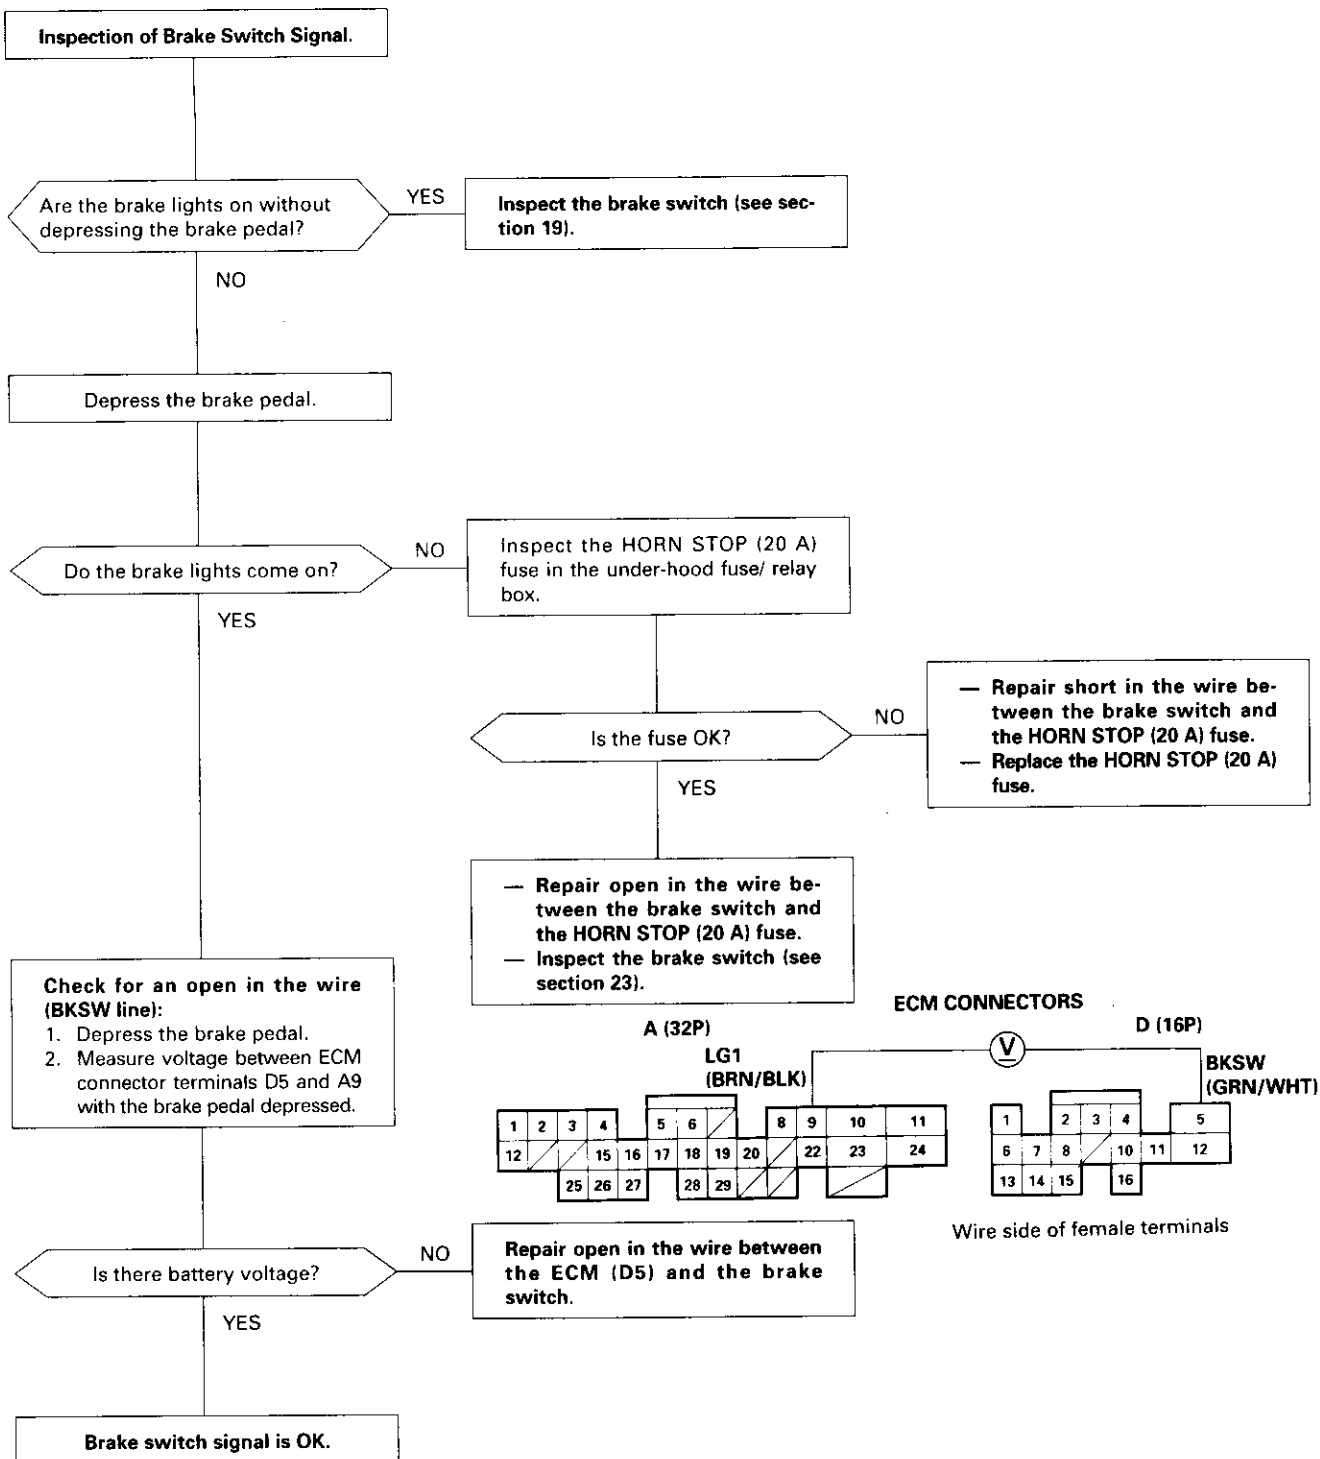 Inspection of Brake Switch Signal.
Are the brake lights on without
depressing the brake pedal?
YES
Inspect the brake switch (see sec-
tion 19).
NO
Depress the brake pedal.
Do the brake lights come on?
NO
Inspect the HORN STOP (20 A)
fuse in the under-hood fuse/ relay
box.
YES
Is the fuse OK?
NO
— Repair short in the wire be-
tween the brake switch and
the HORN STOP (20 A) fuse.
— Replace the HORN STOP (20 A)
fuse.
YES
— Repair open in the wire be-
tween the brake switch and
the HORN STOP (20 A) fuse.
— Inspect the brake switch (see
section 23).
Check for an open in the wire
(BKSW line):
1. Depress the brake pedal.
2. Measure voltage between ECM
connector terminals D5 and A9
with the brake pedal depressed.
ECM CONNECTORS
A (32P)
LG1
(BRN/BLK)
V
D (16P)
BKSW
(GRN/WHT)
1 2 3 4 5 6 8 9 10 11
12 15 16 17 18 19 20 22 23 24
25 26 27 28 29
1 2 3 4 5
6 7 8 10 11 12
13 14 15 16
Wire side of female terminals
Is there battery voltage?
NO
Repair open in the wire between
the ECM (D5) and the brake
switch.
YES
Brake switch signal is OK.